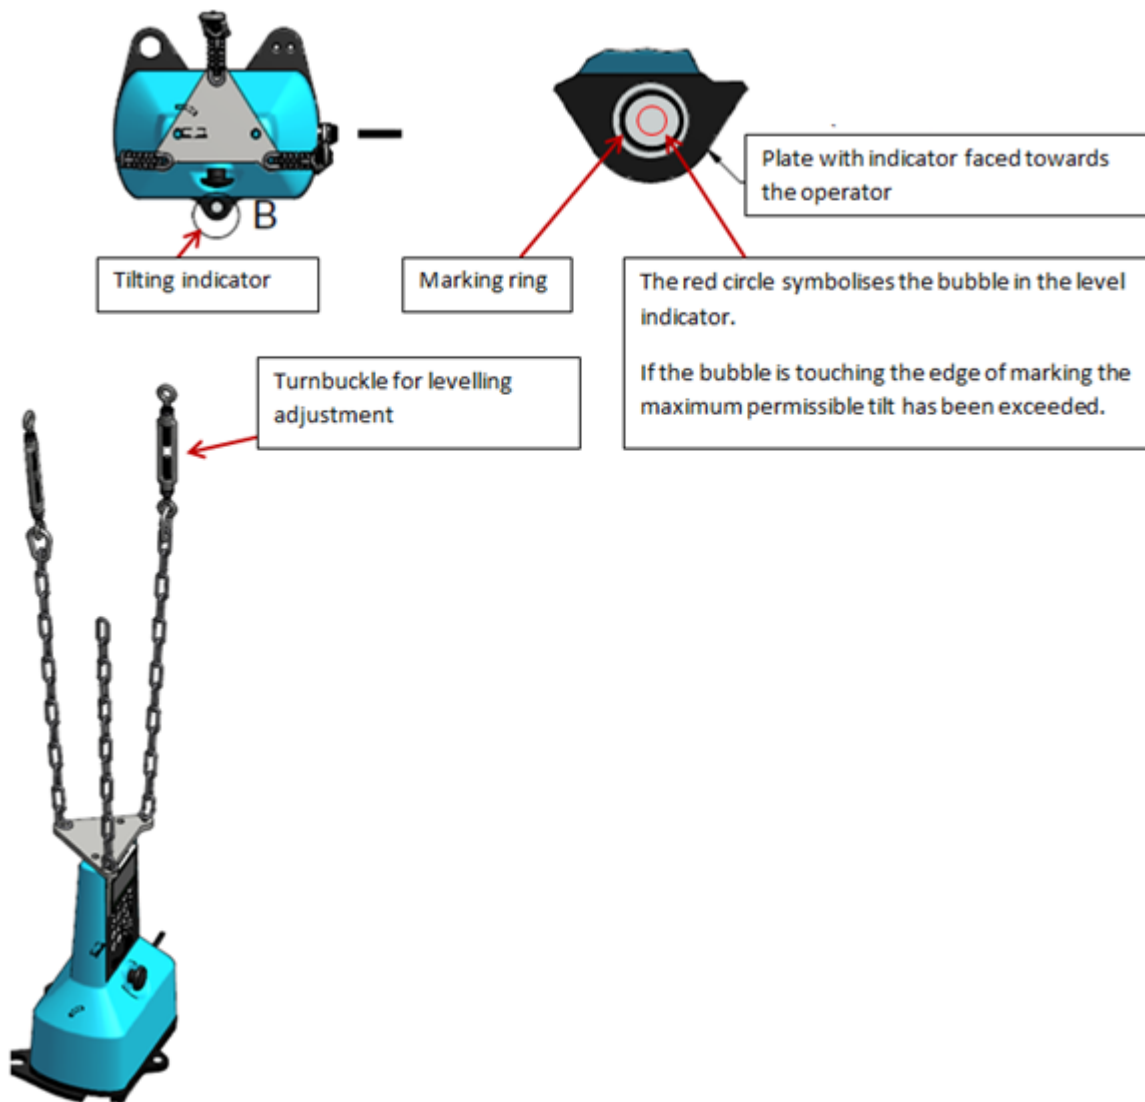 B
Plate with indicator faced towards
the operator
Tilting indicator
Marking ring
The red circle symbolises the bubble in the level
indicator.
If the bubble is touching the edge of marking the
maximum permissible tilt has been exceeded.
Turnbuckle for levelling
adjustment